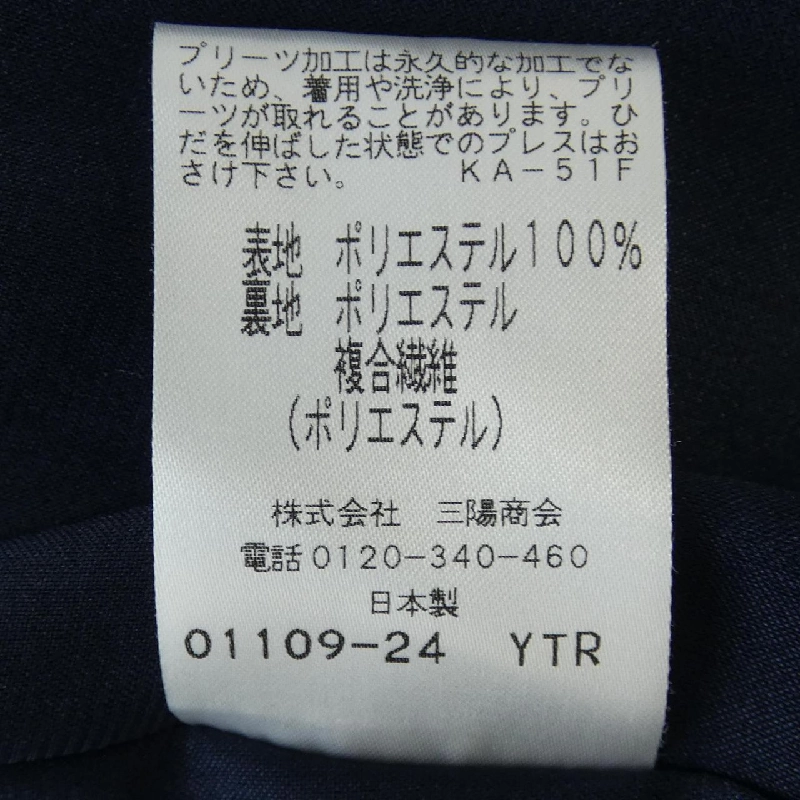 プリーツ加工は永久的な加工でな
いため、着用や洗浄により、プリ
ーツが取れることがあります。ひ
だを伸ばした状態でのプレスはお
さけ下さい。 KA-51F
表地 ポリエステル100%
裏地 ポリエステル
複合繊維
(ポリエステル)
株式会社 三陽商会
電話0120-340-460
日本製
01109-24 YTR